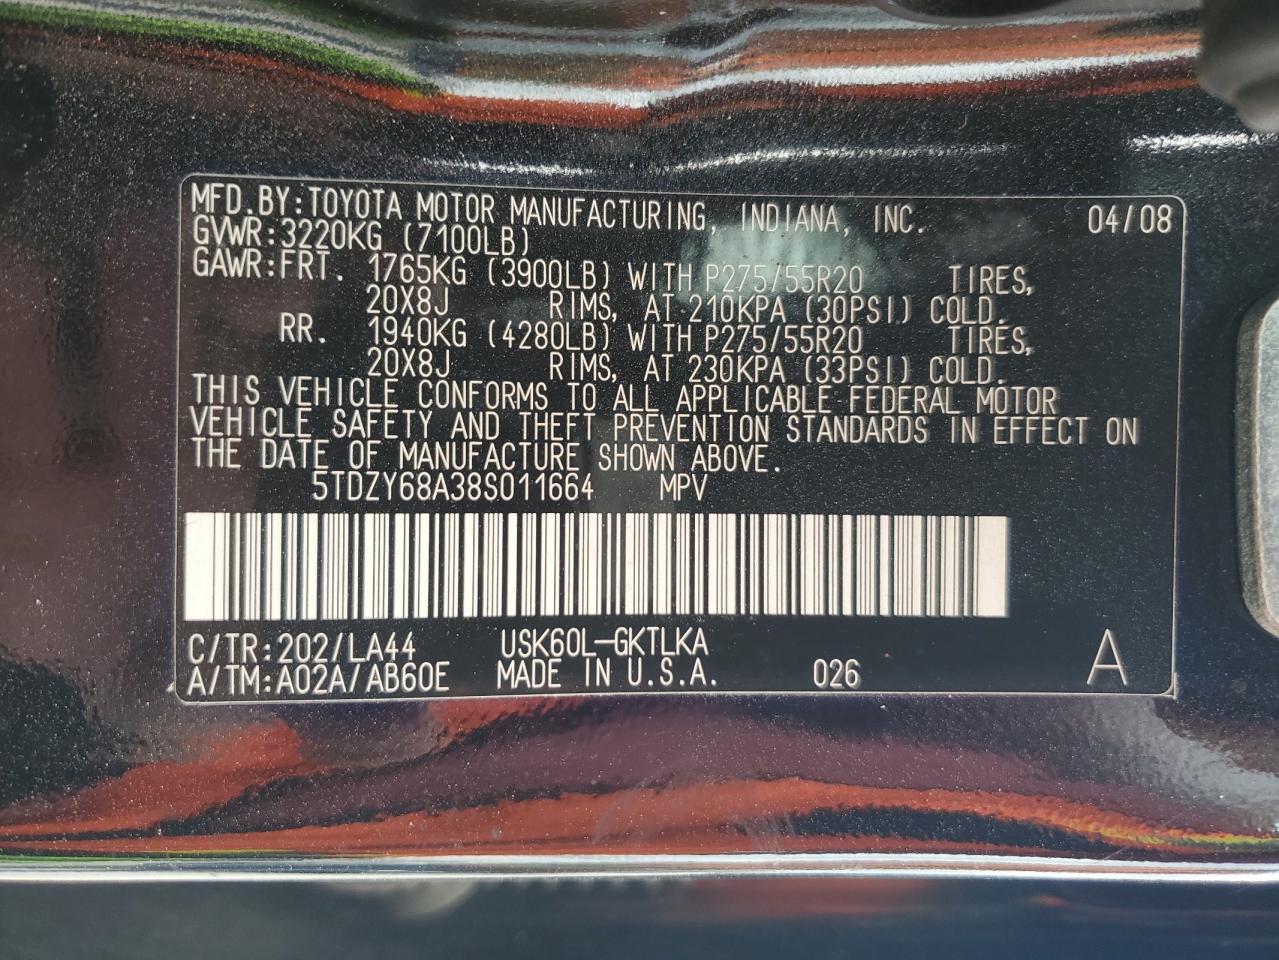 MFD.BY:TOYOTA MOTOR MANUFACTURING, INDIANA, INC. 04/08
GVWR:3220KG (7100LB)
GAWR:FRT. 1765KG (3900LB) WITH P275/55R20 TIRES,
20X8J RIMS, AT 210KPA (30PSI) COLD.
RR. 1940KG (4280LB) WITH P275/55R20 TIRES,
20X8J RIMS, AT 230KPA (33PSI) COLD.
THIS VEHICLE CONFORMS TO ALL APPLICABLE FEDERAL MOTOR
VEHICLE SAFETY AND THEFT PREVENTION STANDARDS IN EFFECT ON
THE DATE OF MANUFACTURE SHOWN ABOVE.
5TDZY68A38S011664 MPV
C/TR:202/LA44 USK60L-GKTLKA
A/TM:A02A/AB60E MADE IN U.S.A. 026 A